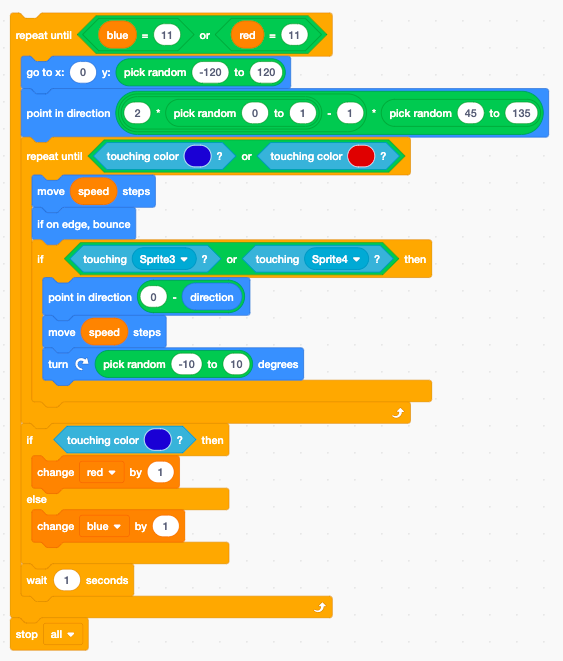 repeat until blue = 11 or red = 11
go to x: 0 y: pick random -120 to 120
point in direction 2 * pick random 0 to 1 - 1 * pick random 45 to 135
repeat until touching color ? or touching color ?
move speed steps
if on edge, bounce
if touching Sprite3 ? or touching Sprite4 ? then
point in direction 0 - direction
move speed steps
turn pick random -10 to 10 degrees
if touching color ? then
change red by 1
else
change blue by 1
wait 1 seconds
stop all